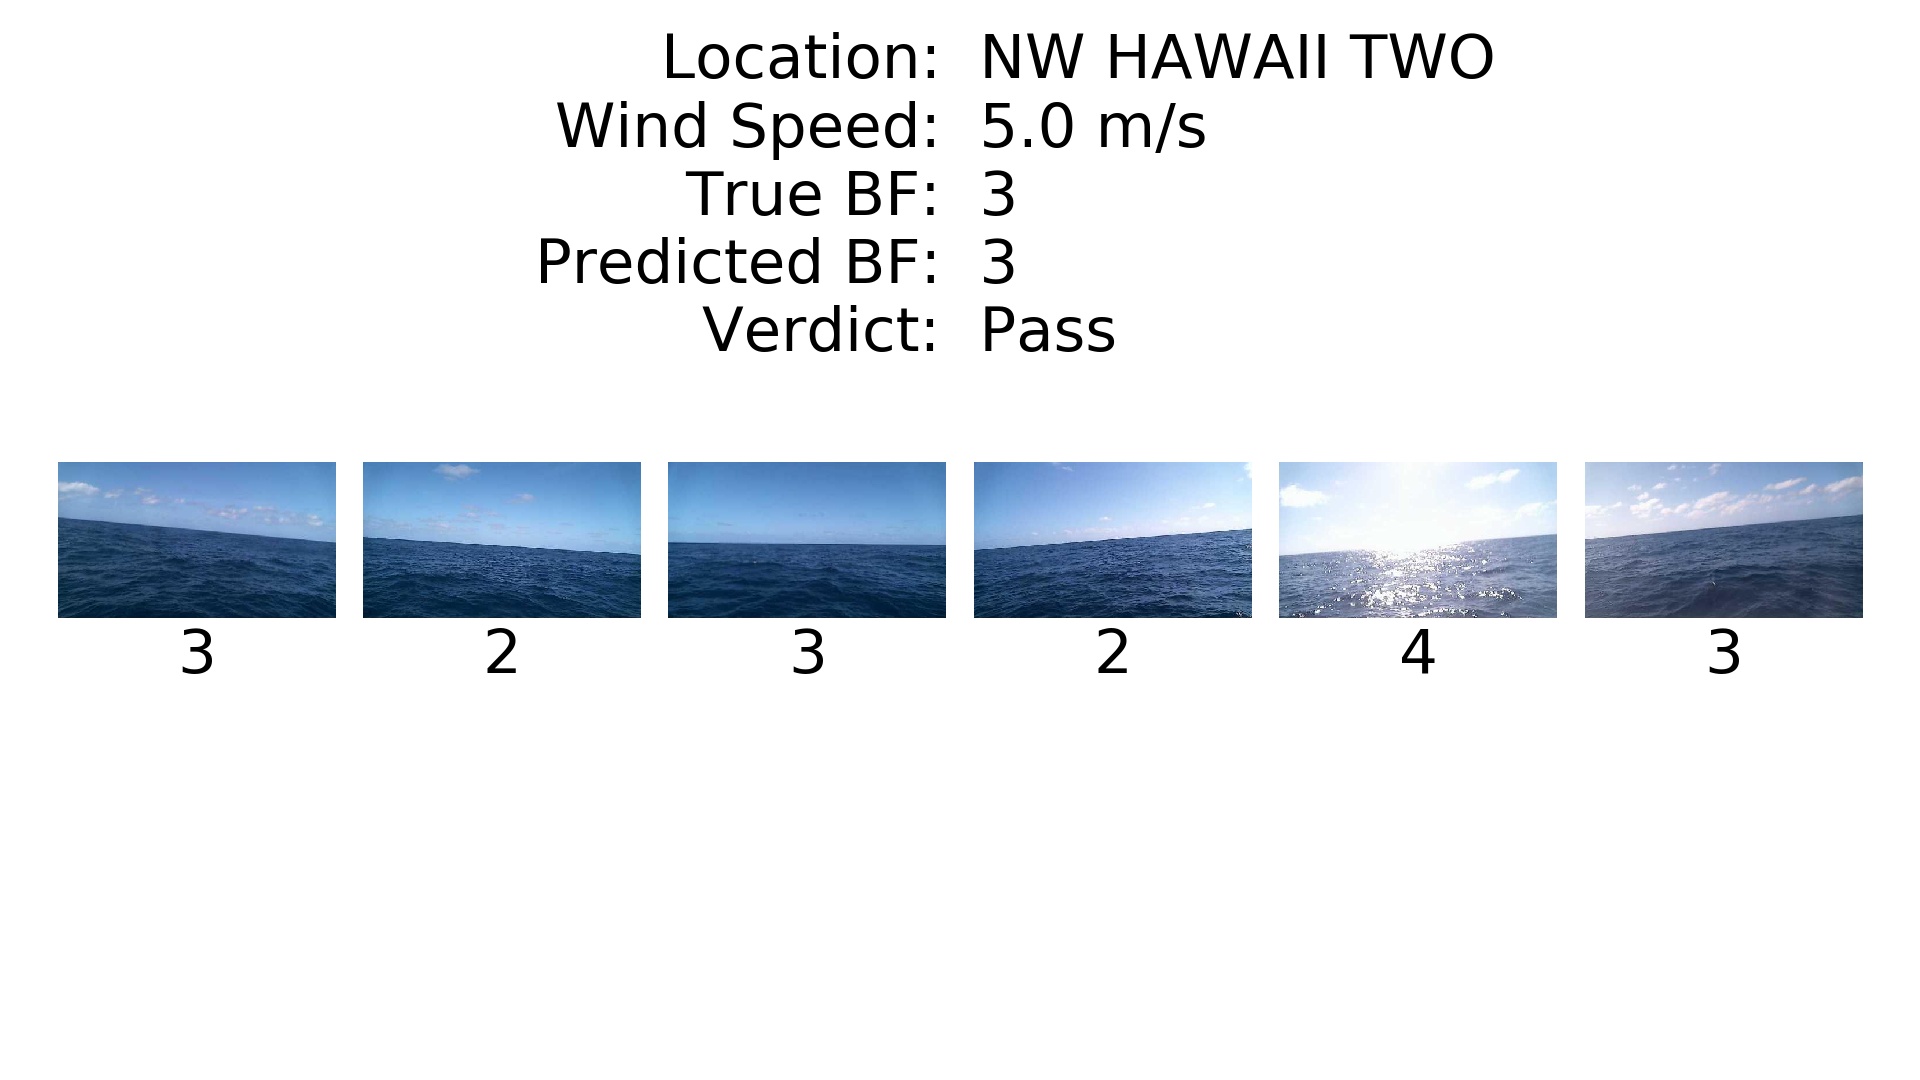 Location: NW HAWAII TWO
Wind Speed: 5.0 m/s
True BF: 3
Predicted BF: 3
Verdict: Pass
3 2 3 2 4 3